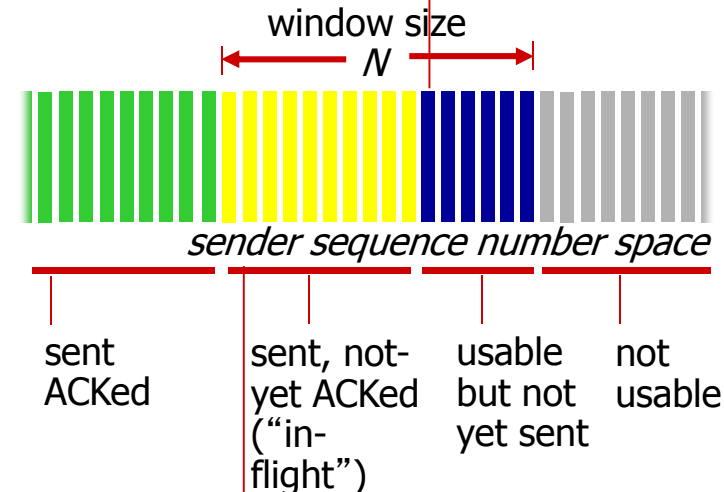 window size
N
sender sequence number space
sent
ACKed
sent, not-
yet ACKed
(“in-
flight”)
usable
but not
yet sent
not
usable